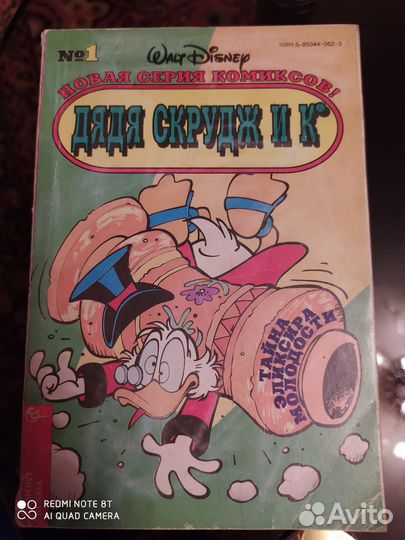 №1
WALT DISNEY
ISBN 5-85044-052-3
НОВАЯ СЕРИЯ КОМИКСОВ!
ДЯДЯ СКРУДЖ И К°
ТАЙНА
ЭЛИКСИРА
МОЛОДОСТИ
REDMI NOTE 8T
AI QUAD CAMERA
Avito